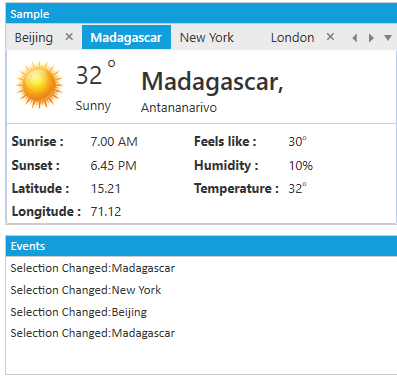 Sample
Beijing Madagascar New York London
32°
Sunny
Madagascar,
Antananarivo
Sunrise : 7.00 AM Feels like : 30°
Sunset : 6.45 PM Humidity : 10%
Latitude : 15.21 Temperature : 32°
Longitude : 71.12
Events
Selection Changed:Madagascar
Selection Changed:New York
Selection Changed:Beijing
Selection Changed:Madagascar